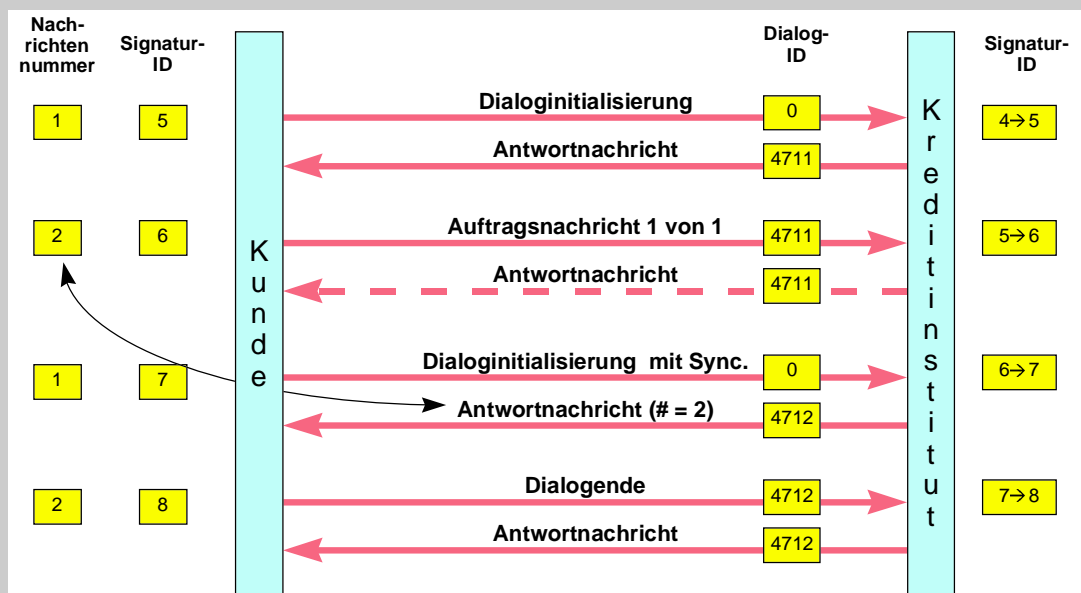 Nach-
richten
nummer
Signatur-
ID
Dialog-
ID
Signatur-
ID
Kunde
Kreditinstitut
Dialoginitialisierung
1
5
0
4→5
Antwortnachricht
4711
Auftragsnachricht 1 von 1
2
6
4711
5→6
Antwortnachricht
4711
Dialoginitialisierung mit Sync.
1
7
0
6→7
Antwortnachricht (# = 2)
4712
Dialogende
2
8
4712
7→8
Antwortnachricht
4712